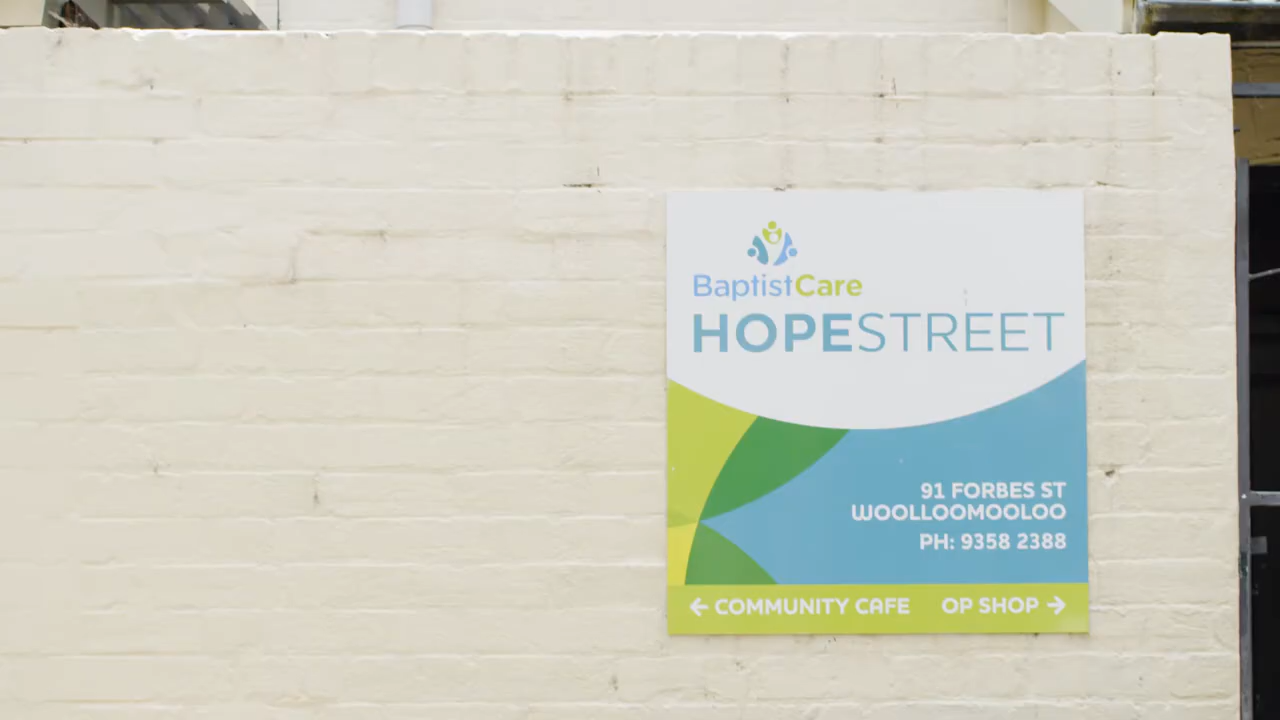 BaptistCare
HOPESTREET
91 FORBES ST
WOOLLOOMOOLOO
PH: 9358 2388
← COMMUNITY CAFE OP SHOP →